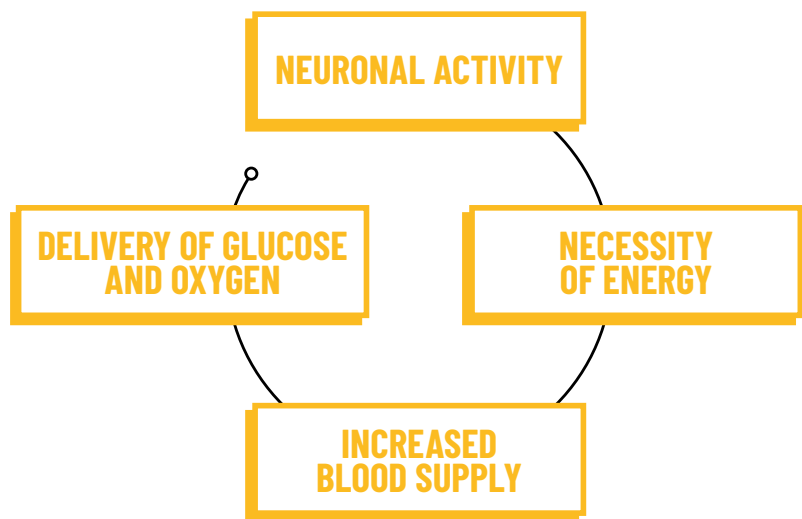 NEURONAL ACTIVITY
NECESSITY
OF ENERGY
INCREASED
BLOOD SUPPLY
DELIVERY OF GLUCOSE
AND OXYGEN